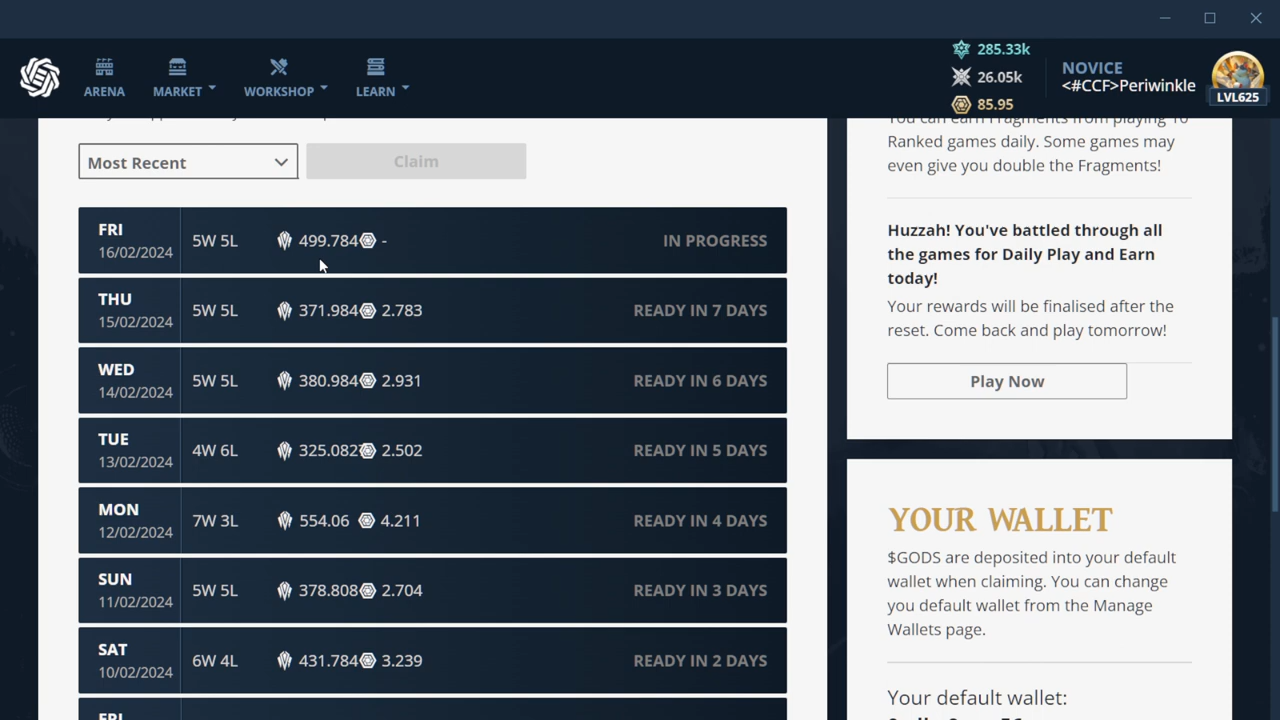 ARENA
MARKET
WORKSHOP
LEARN
285.33k
26.05k
85.95
NOVICE
<#CCF>Periwinkle
LVL625
Most Recent
Claim
FRI
16/02/2024
5W 5L
499.784
-
IN PROGRESS
THU
15/02/2024
5W 5L
371.984
2.783
READY IN 7 DAYS
WED
14/02/2024
5W 5L
380.984
2.931
READY IN 6 DAYS
TUE
13/02/2024
4W 6L
325.082
2.502
READY IN 5 DAYS
MON
12/02/2024
7W 3L
554.06
4.211
READY IN 4 DAYS
SUN
11/02/2024
5W 5L
378.808
2.704
READY IN 3 DAYS
SAT
10/02/2024
6W 4L
431.784
3.239
READY IN 2 DAYS
FRI
You can earn Fragments from playing 10
Ranked games daily. Some games may
even give you double the Fragments!
Huzzah! You've battled through all
the games for Daily Play and Earn
today!
Your rewards will be finalised after the
reset. Come back and play tomorrow!
Play Now
YOUR WALLET
$GODS are deposited into your default
wallet when claiming. You can change
you default wallet from the Manage
Wallets page.
Your default wallet: